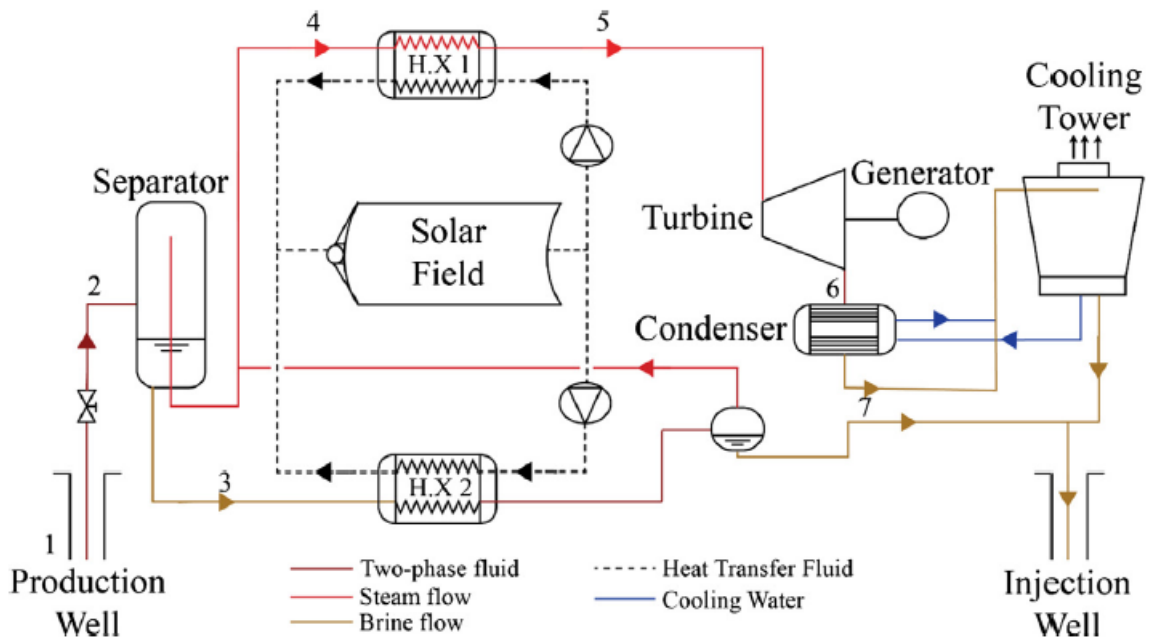 4
5
H.X 1
Cooling
Tower
Separator
Generator
Turbine
Solar
Field
2
6
Condenser
7
3
H.X 2
1
Production
Well
Two-phase fluid
Steam flow
Brine flow
Heat Transfer Fluid
Cooling Water
Injection
Well